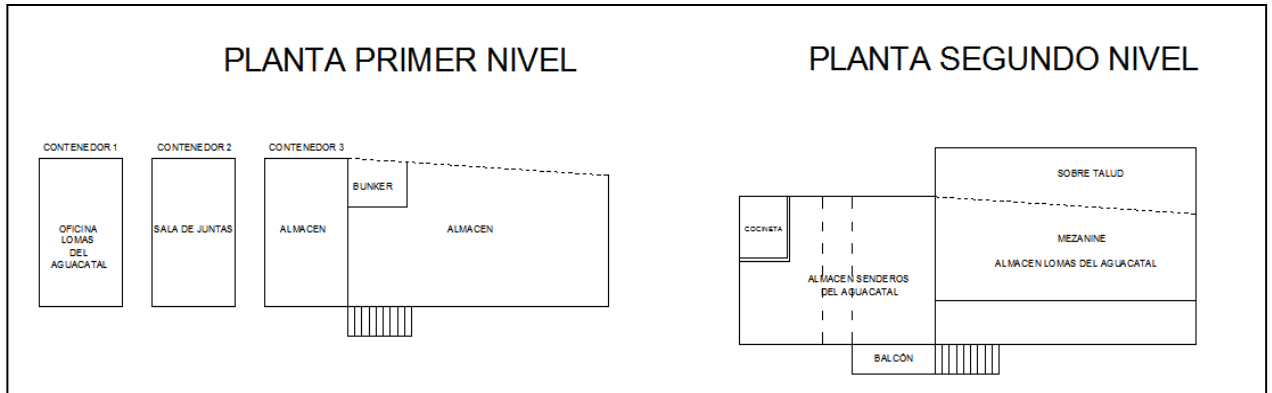 PLANTA PRIMER NIVEL
CONTENEDOR 1
CONTENEDOR 2
CONTENEDOR 3
BUNKER
OFICINA
LOMAS
DEL
AGUACATAL
SALA DE JUNTAS
ALMACEN
ALMACEN
PLANTA SEGUNDO NIVEL
SOBRE TALUD
COCINETA
MEZANINE
ALMACEN LOMAS DEL AGUACATAL
ALMACEN SENDEROS
DEL AGUACATAL
BALCÓN